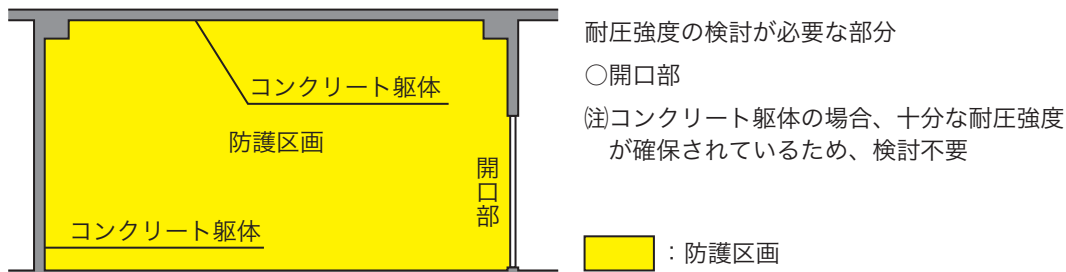 コンクリート躯体
防護区画
開口部
コンクリート躯体
耐圧強度の検討が必要な部分
○開口部
㊟コンクリート躯体の場合、十分な耐圧強度
が確保されているため、検討不要
：防護区画